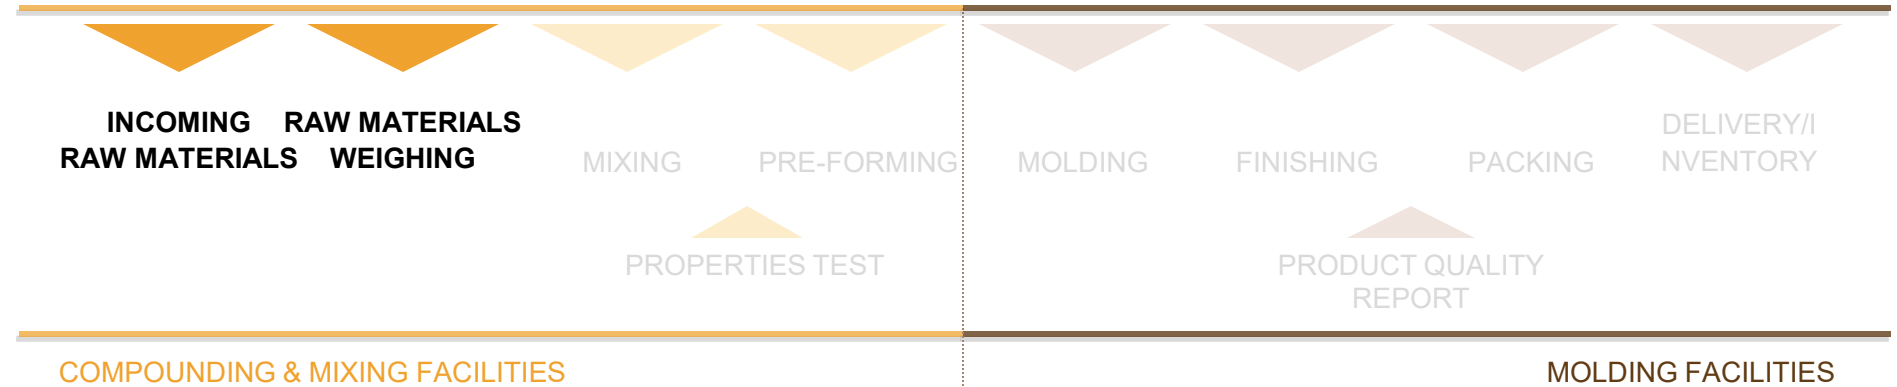 INCOMING
RAW MATERIALS
RAW MATERIALS
WEIGHING
MIXING
PRE-FORMING
MOLDING
FINISHING
PACKING
DELIVERY/I
NVENTORY
PROPERTIES TEST
PRODUCT QUALITY
REPORT
COMPOUNDING & MIXING FACILITIES
MOLDING FACILITIES